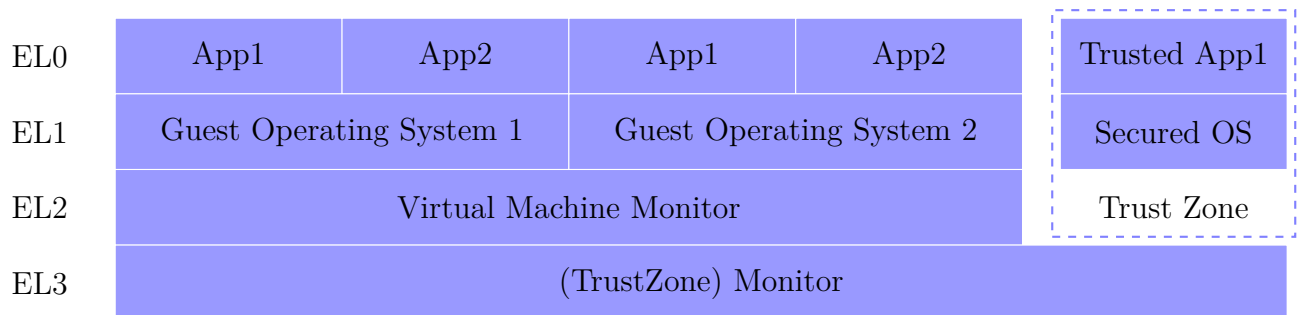 EL0 App1 App2 App1 App2 Trusted App1
EL1 Guest Operating System 1 Guest Operating System 2 Secured OS
EL2 Virtual Machine Monitor Trust Zone
EL3 (TrustZone) Monitor